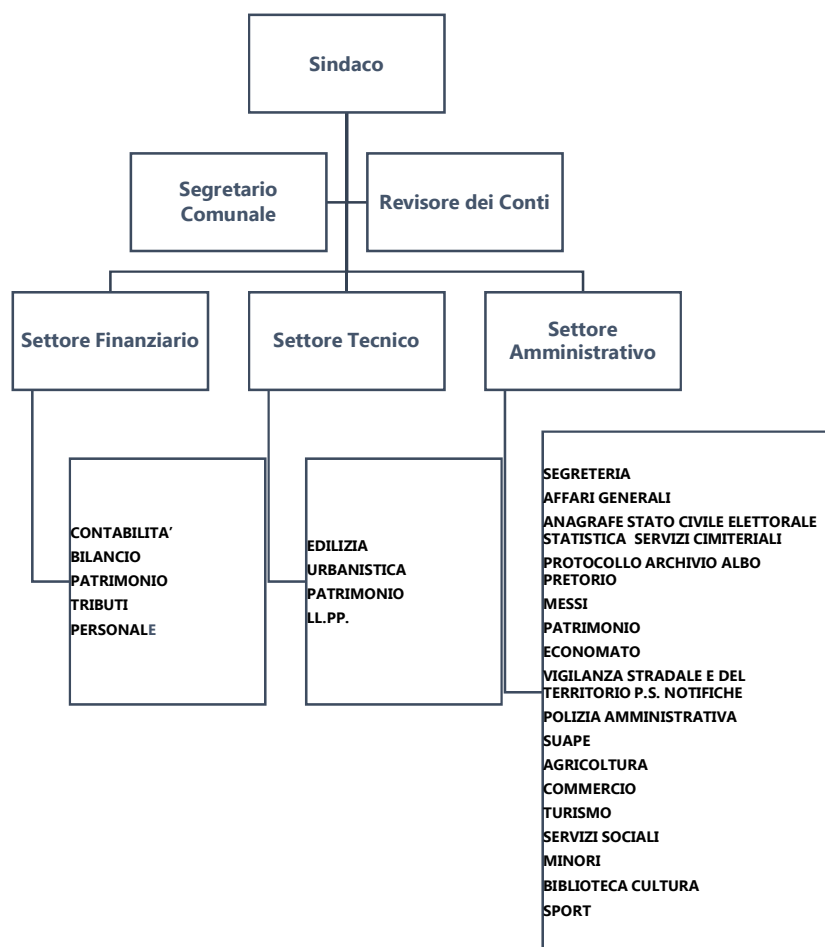 Sindaco
Segretario
Comunale
Revisore dei Conti
Settore Finanziario
Settore Tecnico
Settore
Amministrativo
CONTABILITA’
BILANCIO
PATRIMONIO
TRIBUTI
PERSONALE
EDILIZIA
URBANISTICA
PATRIMONIO
LL.PP.
SEGRETERIA
AFFARI GENERALI
ANAGRAFE STATO CIVILE ELETTORALE
STATISTICA SERVIZI CIMITERIALI
PROTOCOLLO ARCHIVIO ALBO
PRETORIO
MESSI
PATRIMONIO
ECONOMATO
VIGILANZA STRADALE E DEL
TERRITORIO P.S. NOTIFICHE
POLIZIA AMMINISTRATIVA
SUAPE
AGRICOLTURA
COMMERCIO
TURISMO
SERVIZI SOCIALI
MINORI
BIBLIOTECA CULTURA
SPORT